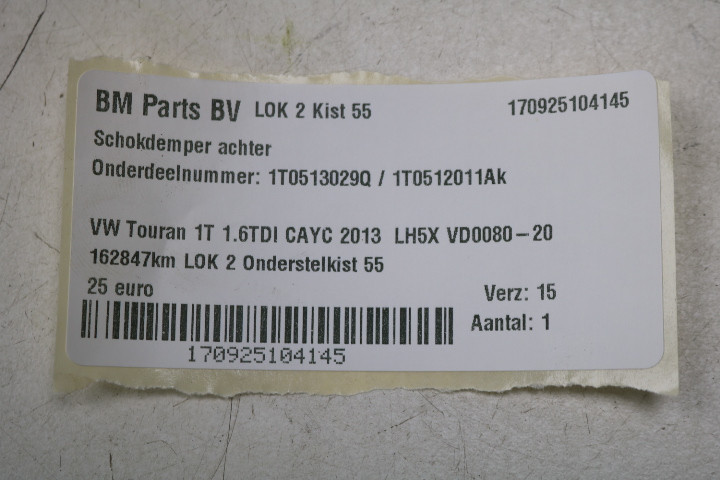 BM Parts BV LOK 2 Kist 55 170925104145
Schokdemper achter
Onderdeelnummer: 1T0513029Q / 1T0512011Ak
VW Touran 1T 1.6TDI CAYC 2013 LH5X VD0080-20
162847km LOK 2 Onderstelkist 55
25 euro Verz: 15
Aantal: 1
170925104145